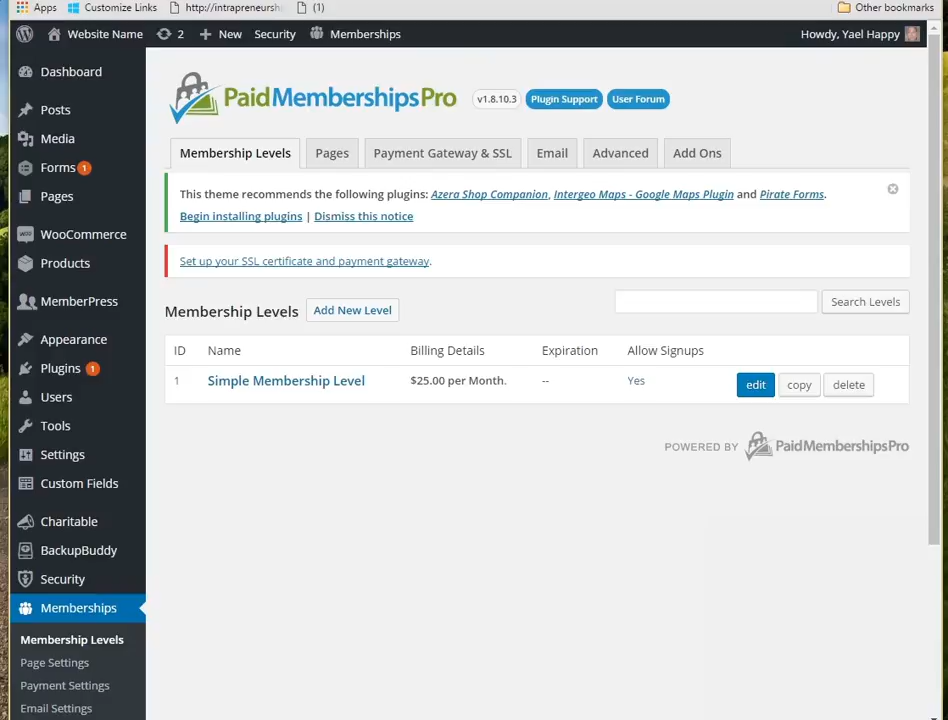 Apps Customize Links http://intrapreneursh (1) Other bookmarks
Website Name 2 New Security Memberships Howdy, Yael Happy
Dashboard
Posts
Media
Forms 1
Pages
WooCommerce
Products
MemberPress
Appearance
Plugins 1
Users
Tools
Settings
Custom Fields
Charitable
BackupBuddy
Security
Memberships
Membership Levels
Page Settings
Payment Settings
Email Settings
PaidMembershipsPro v1.8.10.3 Plugin Support User Forum
Membership Levels Pages Payment Gateway & SSL Email Advanced Add Ons
This theme recommends the following plugins: Azera Shop Companion, Intergeo Maps - Google Maps Plugin and Pirate Forms.
Begin installing plugins | Dismiss this notice
Set up your SSL certificate and payment gateway.
Membership Levels Add New Level Search Levels
ID Name Billing Details Expiration Allow Signups
1 Simple Membership Level $25.00 per Month. -- Yes edit copy delete
POWERED BY PaidMembershipsPro